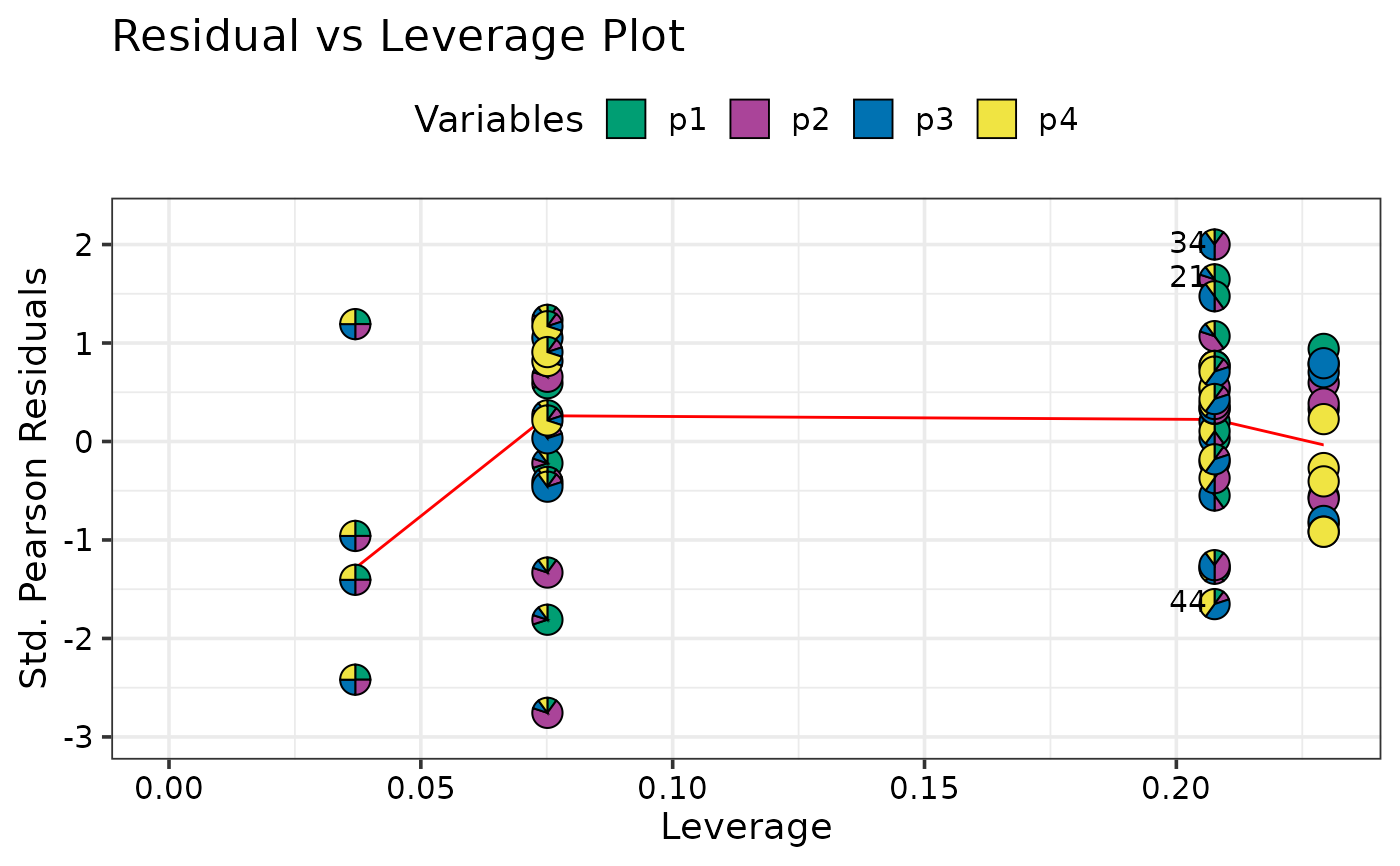 Residual vs Leverage Plot
Variables p1 p2 p3 p4
Std. Pearson Residuals
2
1
0
-1
-2
-3
34
21
44
0.00 0.05 0.10 0.15 0.20
Leverage